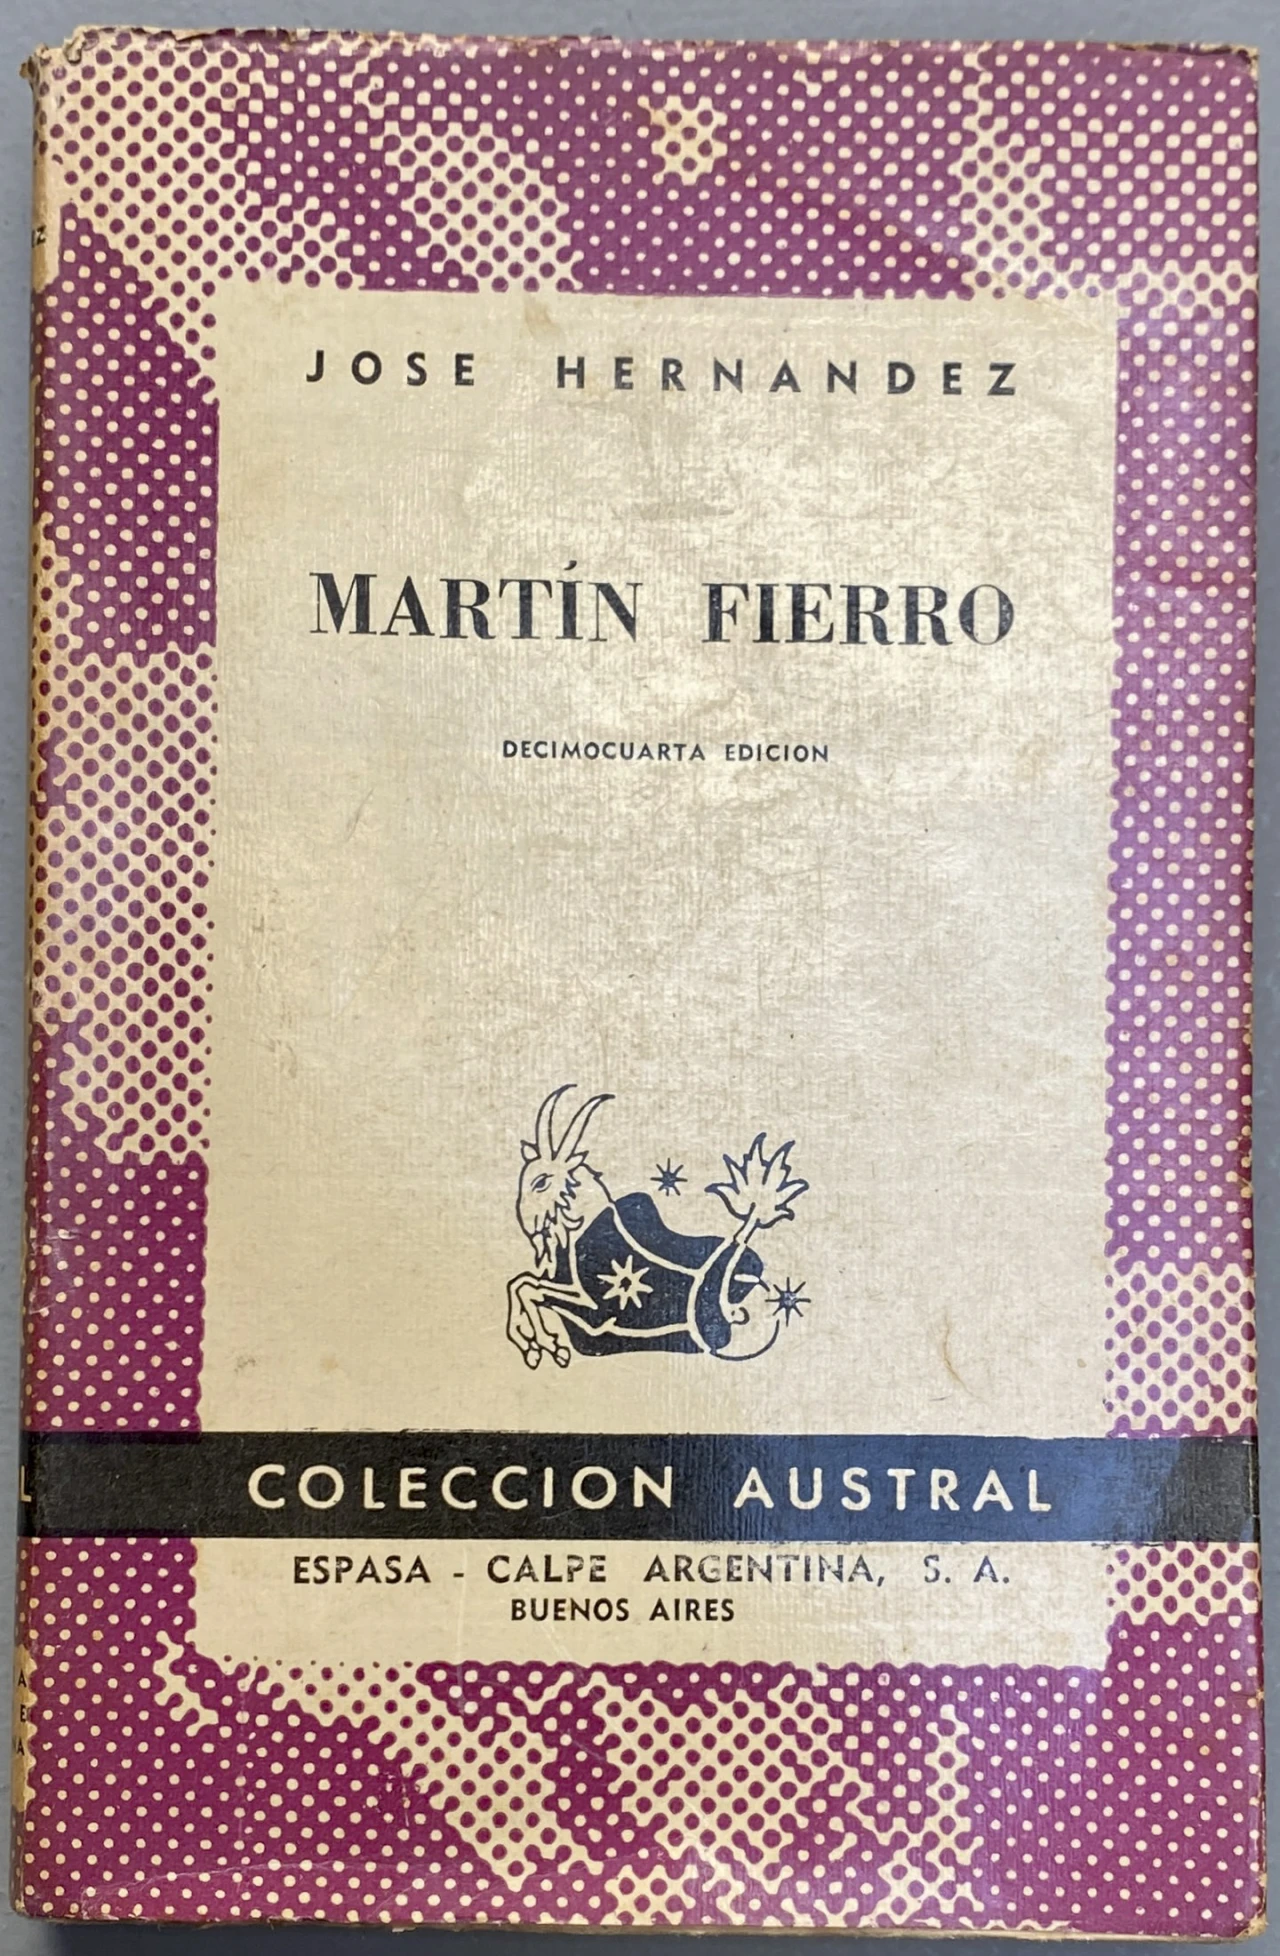 JOSE HERNANDEZ
MARTÍN FIERRO
DECIMOCUARTA EDICION
COLECCION AUSTRAL
ESPASA - CALPE ARGENTINA, S. A.
BUENOS AIRES